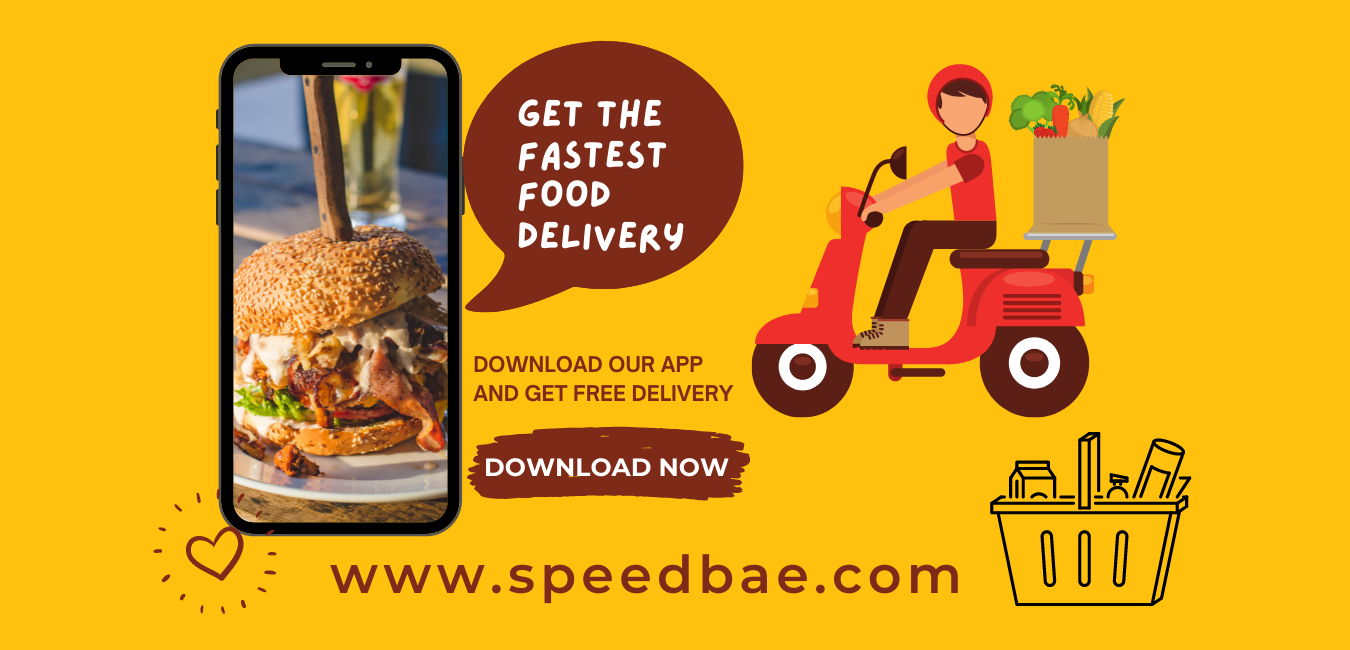 GET THE
FASTEST
FOOD
DELIVERY
DOWNLOAD OUR APP
AND GET FREE DELIVERY
DOWNLOAD NOW
www.speedbae.com